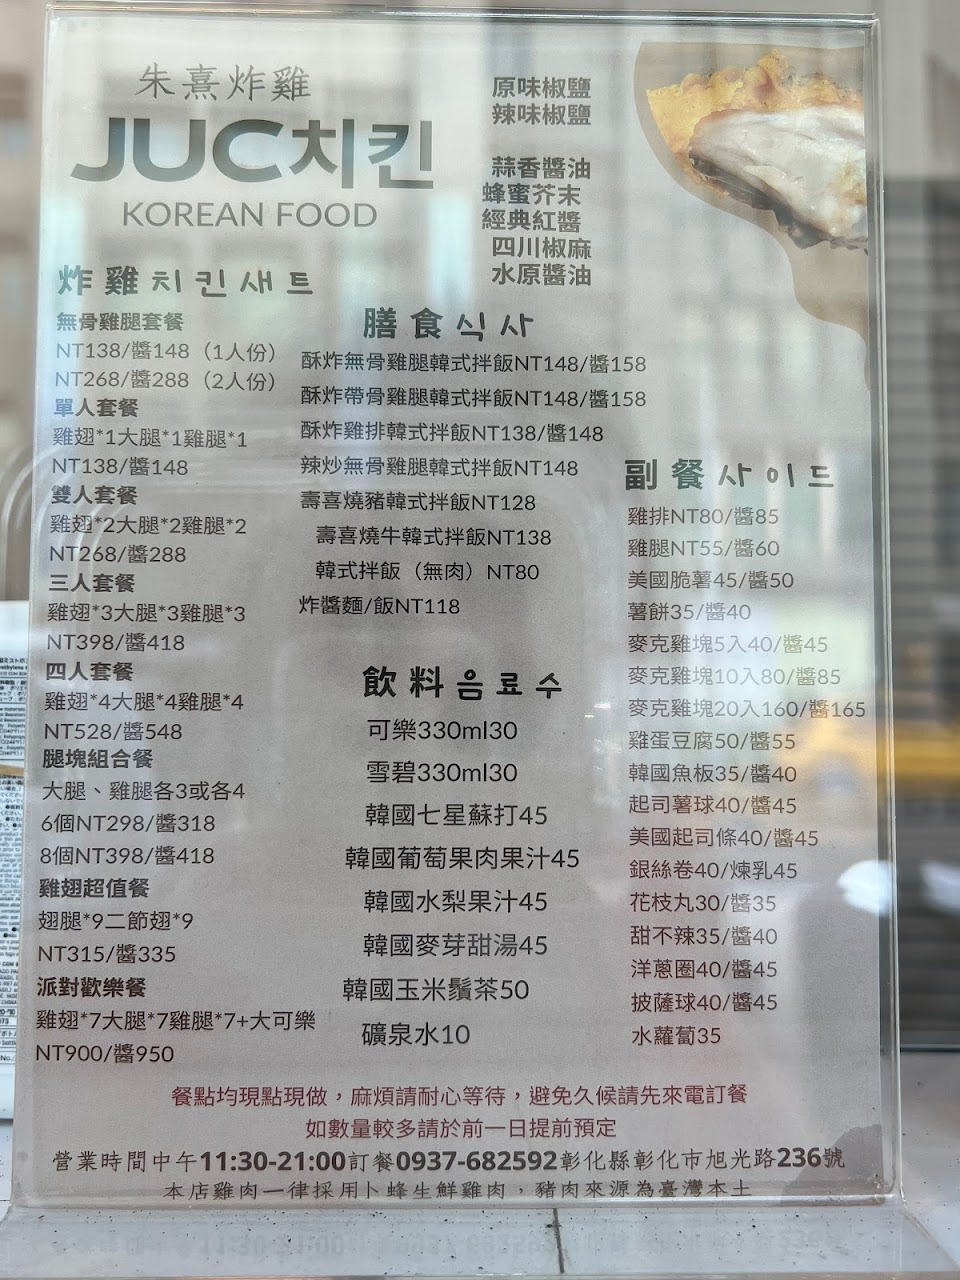 朱熹炸雞
JUC치킨
KOREAN FOOD
原味椒鹽
辣味椒鹽
蒜香醬油
蜂蜜芥末
經典紅醬
四川椒麻
水原醬油
炸雞치킨새트
無骨雞腿套餐
NT138/醬148（1人份）
NT268/醬288（2人份）
單人套餐
雞翅*1大腿*1雞腿*1
NT138/醬148
雙人套餐
雞翅*2大腿*2雞腿*2
NT268/醬288
三人套餐
雞翅*3大腿*3雞腿*3
NT398/醬418
四人套餐
雞翅*4大腿*4雞腿*4
NT528/醬548
腿塊組合餐
大腿、雞腿各3或各4
6個NT298/醬318
8個NT398/醬418
雞翅超值餐
翅腿*9二節翅*9
NT315/醬335
派對歡樂餐
雞翅*7大腿*7雞腿*7+大可樂
NT900/醬950
膳食식사
酥炸無骨雞腿韓式拌飯NT148/醬158
酥炸帶骨雞腿韓式拌飯NT148/醬158
酥炸雞排韓式拌飯NT138/醬148
辣炒無骨雞腿韓式拌飯NT148
壽喜燒豬韓式拌飯NT128
壽喜燒牛韓式拌飯NT138
韓式拌飯（無肉）NT80
炸醬麵/飯NT118
飲料음료수
可樂330ml30
雪碧330ml30
韓國七星蘇打45
韓國葡萄果肉果汁45
韓國水梨果汁45
韓國麥芽甜湯45
韓國玉米鬚茶50
礦泉水10
副餐사이드
雞排NT80/醬85
雞腿NT55/醬60
美國脆薯45/醬50
薯餅35/醬40
麥克雞塊5入40/醬45
麥克雞塊10入80/醬85
麥克雞塊20入160/醬165
雞蛋豆腐50/醬55
韓國魚板35/醬40
起司薯球40/醬45
美國起司條40/醬45
銀絲卷40/煉乳45
花枝丸30/醬35
甜不辣35/醬40
洋蔥圈40/醬45
披薩球40/醬45
水蘿蔔35
餐點均現點現做，麻煩請耐心等待，避免久候請先來電訂餐
如數量較多請於前一日提前預定
營業時間中午11:30-21:00訂餐0937-682592彰化縣彰化市旭光路236號
本店雞肉一律採用卜蜂生鮮雞肉，豬肉來源為臺灣本土